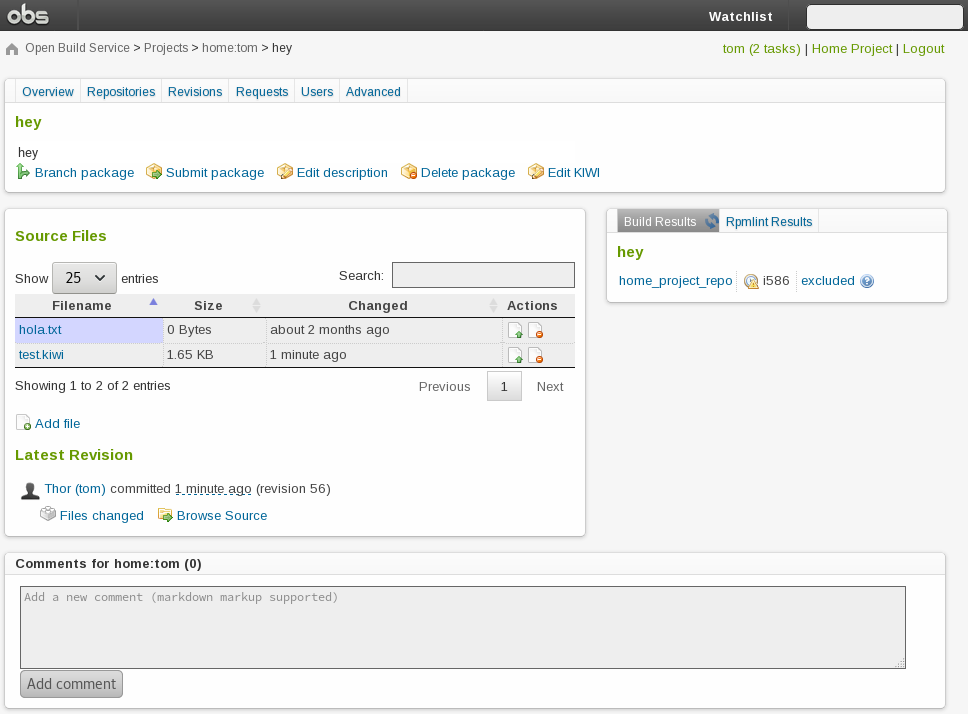 obs
Watchlist
Open Build Service > Projects > home:tom > hey
tom (2 tasks) | Home Project | Logout
Overview Repositories Revisions Requests Users Advanced
hey
hey
Branch package Submit package Edit description Delete package Edit KIWI
Source Files
Show 25 entries
Search:
Filename Size Changed Actions
hola.txt 0 Bytes about 2 months ago
test.kiwi 1.65 KB 1 minute ago
Showing 1 to 2 of 2 entries
Previous 1 Next
Add file
Latest Revision
Thor (tom) committed 1 minute ago (revision 56)
Files changed Browse Source
Build Results Rpmlint Results
hey
home_project_repo i586 excluded ?
Comments for home:tom (0)
Add a new comment (markdown markup supported)
Add comment